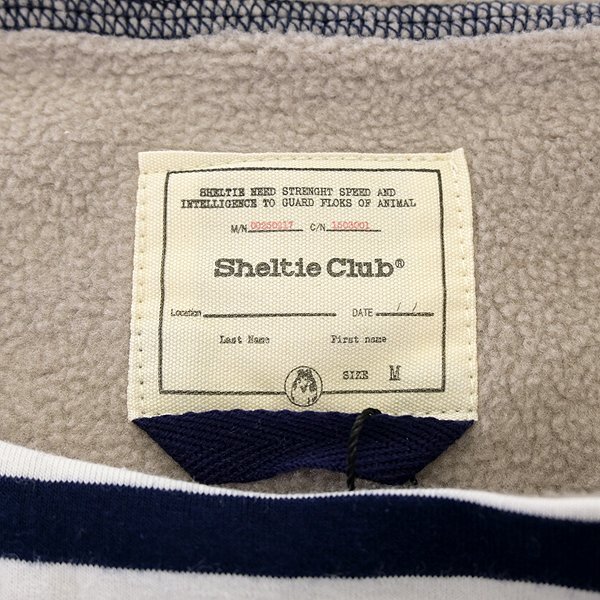 SHELTIE NEED STRENGHT SPEED AND
INTELLIGENCE TO GUARD FLOKS OF ANIMAL
M/N 00250217 C/N 1503001
Sheltie Club®
Location DATE / /
Last Name First name
SIZE M